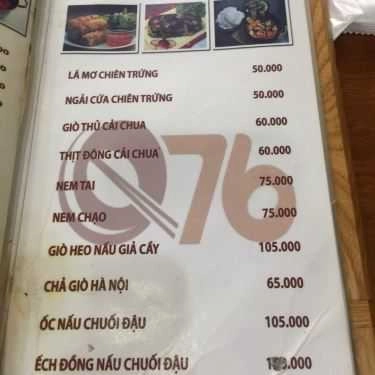 LÁ MƠ CHIÊN TRỨNG 50.000
NGẢI CỨA CHIÊN TRỨNG 50.000
GIÒ THỦ CẢI CHUA 60.000
THỊT ĐÔNG CẢI CHUA 60.000
NEM TAI 75.000
NEM CHẠO 75.000
GIÒ HEO NẤU GIẢ CẦY 105.000
CHẢ GIÒ HÀ NỘI 65.000
ỐC NẤU CHUỐI ĐẬU 105.000
ẾCH ĐỒNG NẤU CHUỐI ĐẬU
76